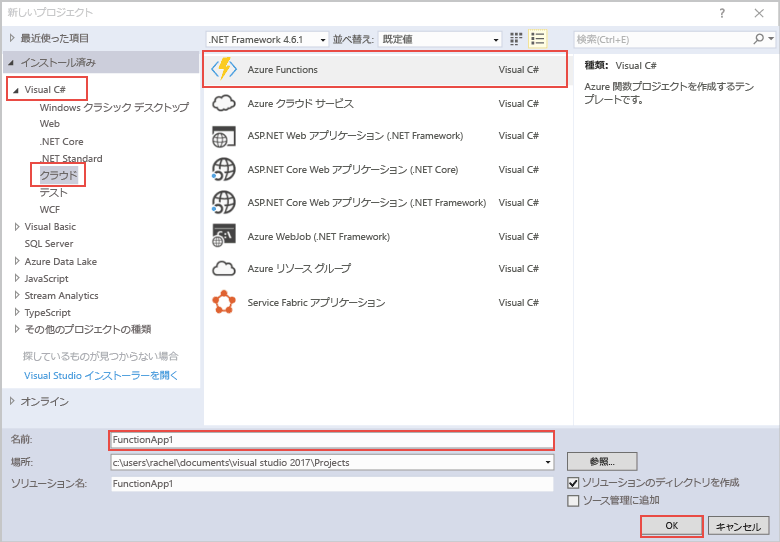 新しいプロジェクト
最近使った項目
.NET Framework 4.6.1
並べ替え: 既定値
検索(Ctrl+E)
インストール済み
Visual C#
Windows クラシック デスクトップ
Web
.NET Core
.NET Standard
クラウド
テスト
WCF
Visual Basic
SQL Server
Azure Data Lake
JavaScript
Stream Analytics
TypeScript
その他のプロジェクトの種類
探しているものが見つからない場合
Visual Studio インストーラーを開く
オンライン
Azure Functions Visual C#
Azure クラウド サービス Visual C#
ASP.NET Web アプリケーション (.NET Framework) Visual C#
ASP.NET Core Web アプリケーション (.NET Core) Visual C#
ASP.NET Core Web アプリケーション (.NET Framework) Visual C#
Azure WebJob (.NET Framework) Visual C#
Azure リソース グループ Visual C#
Service Fabric アプリケーション Visual C#
種類: Visual C#
Azure 関数プロジェクトを作成するテン
プレートです。
名前: FunctionApp1
場所: c:\users\rachel\documents\visual studio 2017\Projects
参照...
ソリューション名: FunctionApp1
ソリューションのディレクトリを作成
ソース管理に追加
OK キャンセル